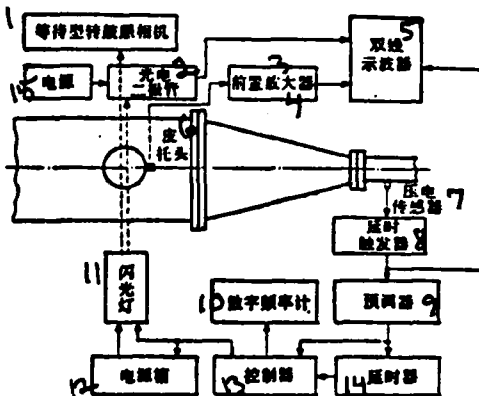 1
等待型转鼓照相机
15
电源
光电
二极管
2
3
前置放大器
4
5
双线
示波器
6
皮
托头
压电
传感器
7
延时
触发器
8
11
闪
光
灯
10
数字频率计
预调器
9
12
电源箱
13
控制器
14
延时器